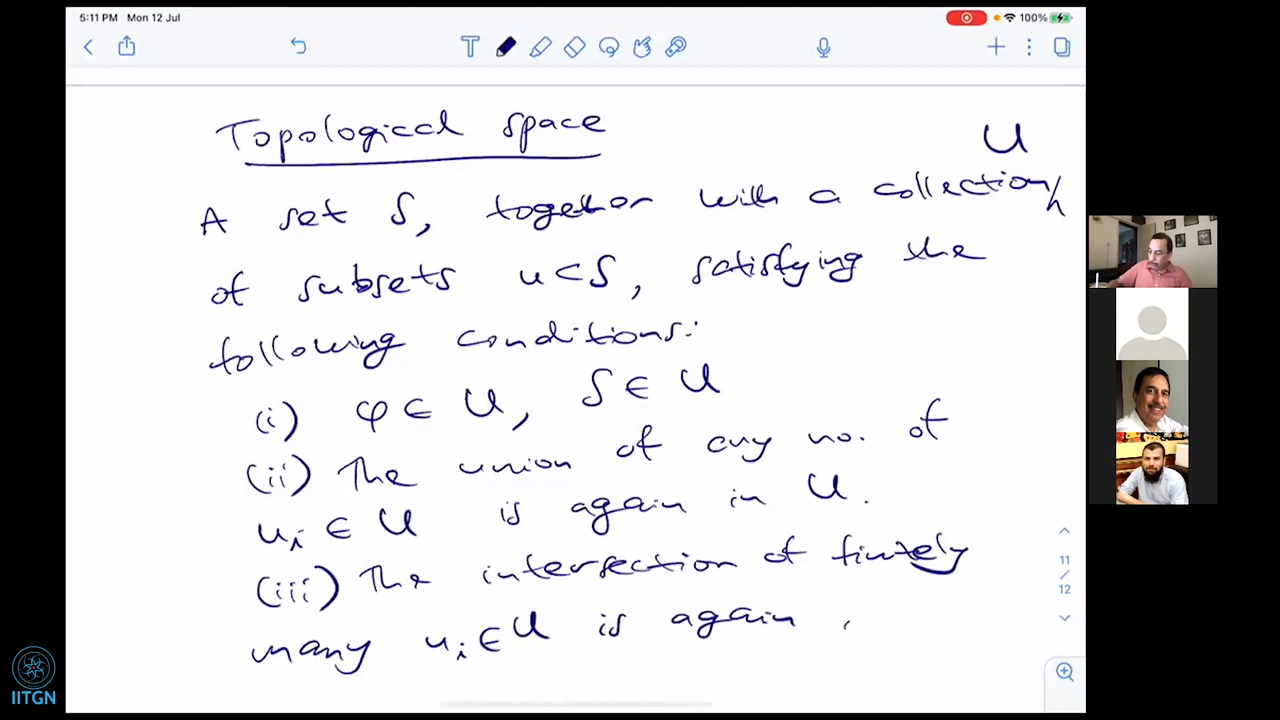 5:11 PM Mon 12 Jul
100%
Topological space
U
A set S, together with a collection
of subsets u⊂S, satisfying the
following conditions:
(i) φ ∈ U, S ∈ U
(ii) The union of any no. of
u_i ∈ U is again in U.
(iii) The intersection of finitely
many u_i ∈ U is again
11
/
12
IITGN